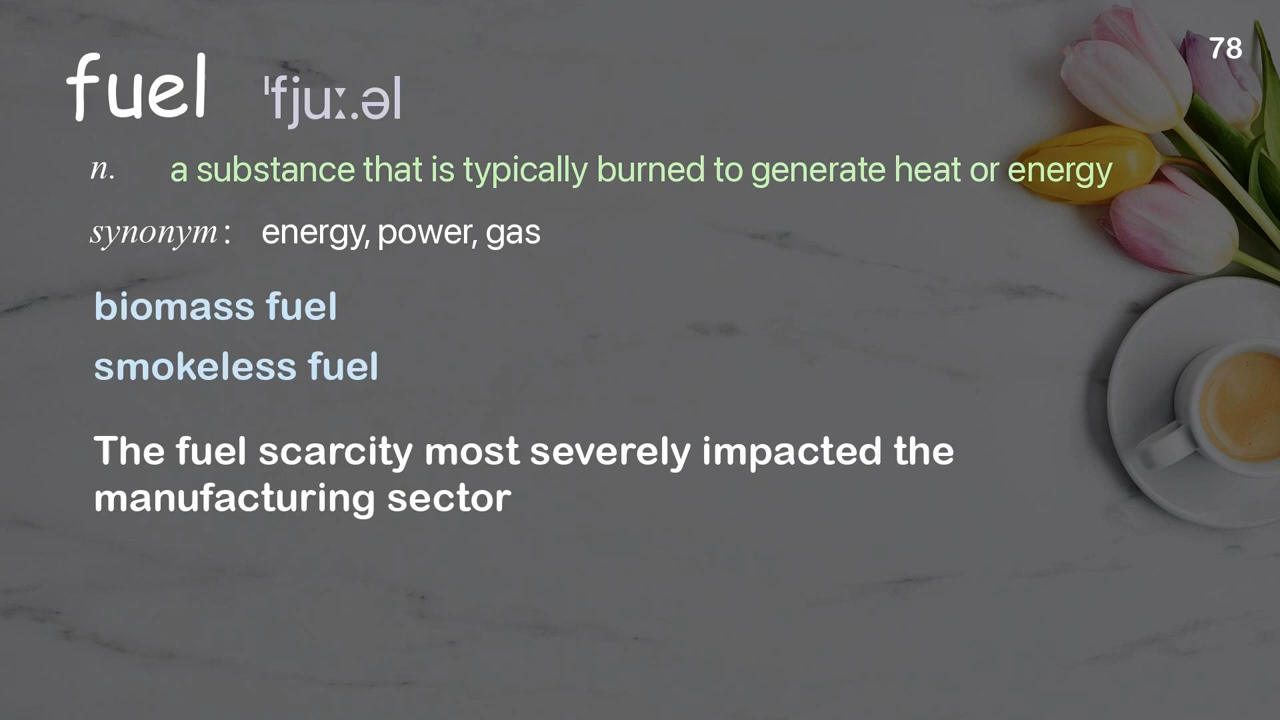 78
fuel ˈfjuː.əl
n. a substance that is typically burned to generate heat or energy
synonym: energy, power, gas
biomass fuel
smokeless fuel
The fuel scarcity most severely impacted the
manufacturing sector